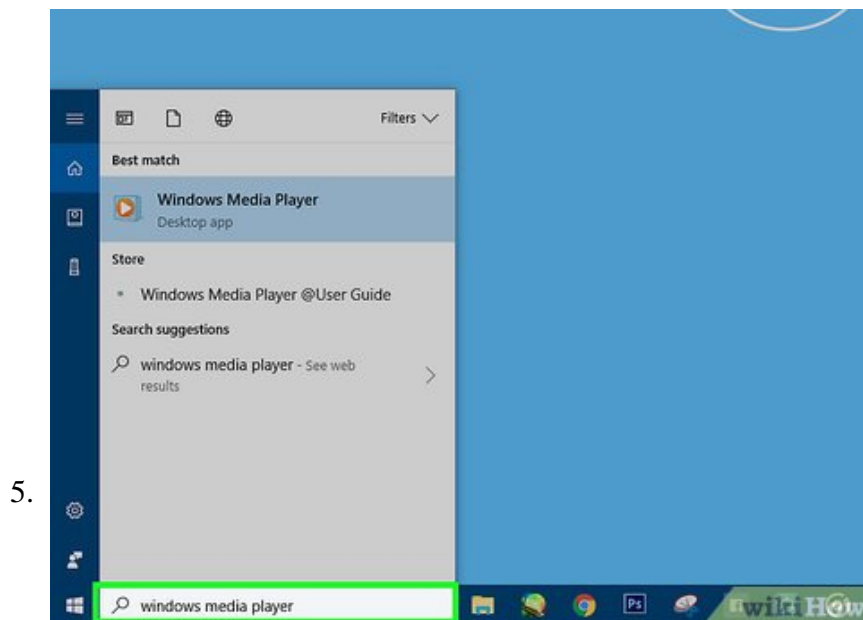 Filters
Best match
Windows Media Player
Desktop app
Store
Windows Media Player @User Guide
Search suggestions
windows media player - See web
results
5.
windows media player
Ps
wikiHow